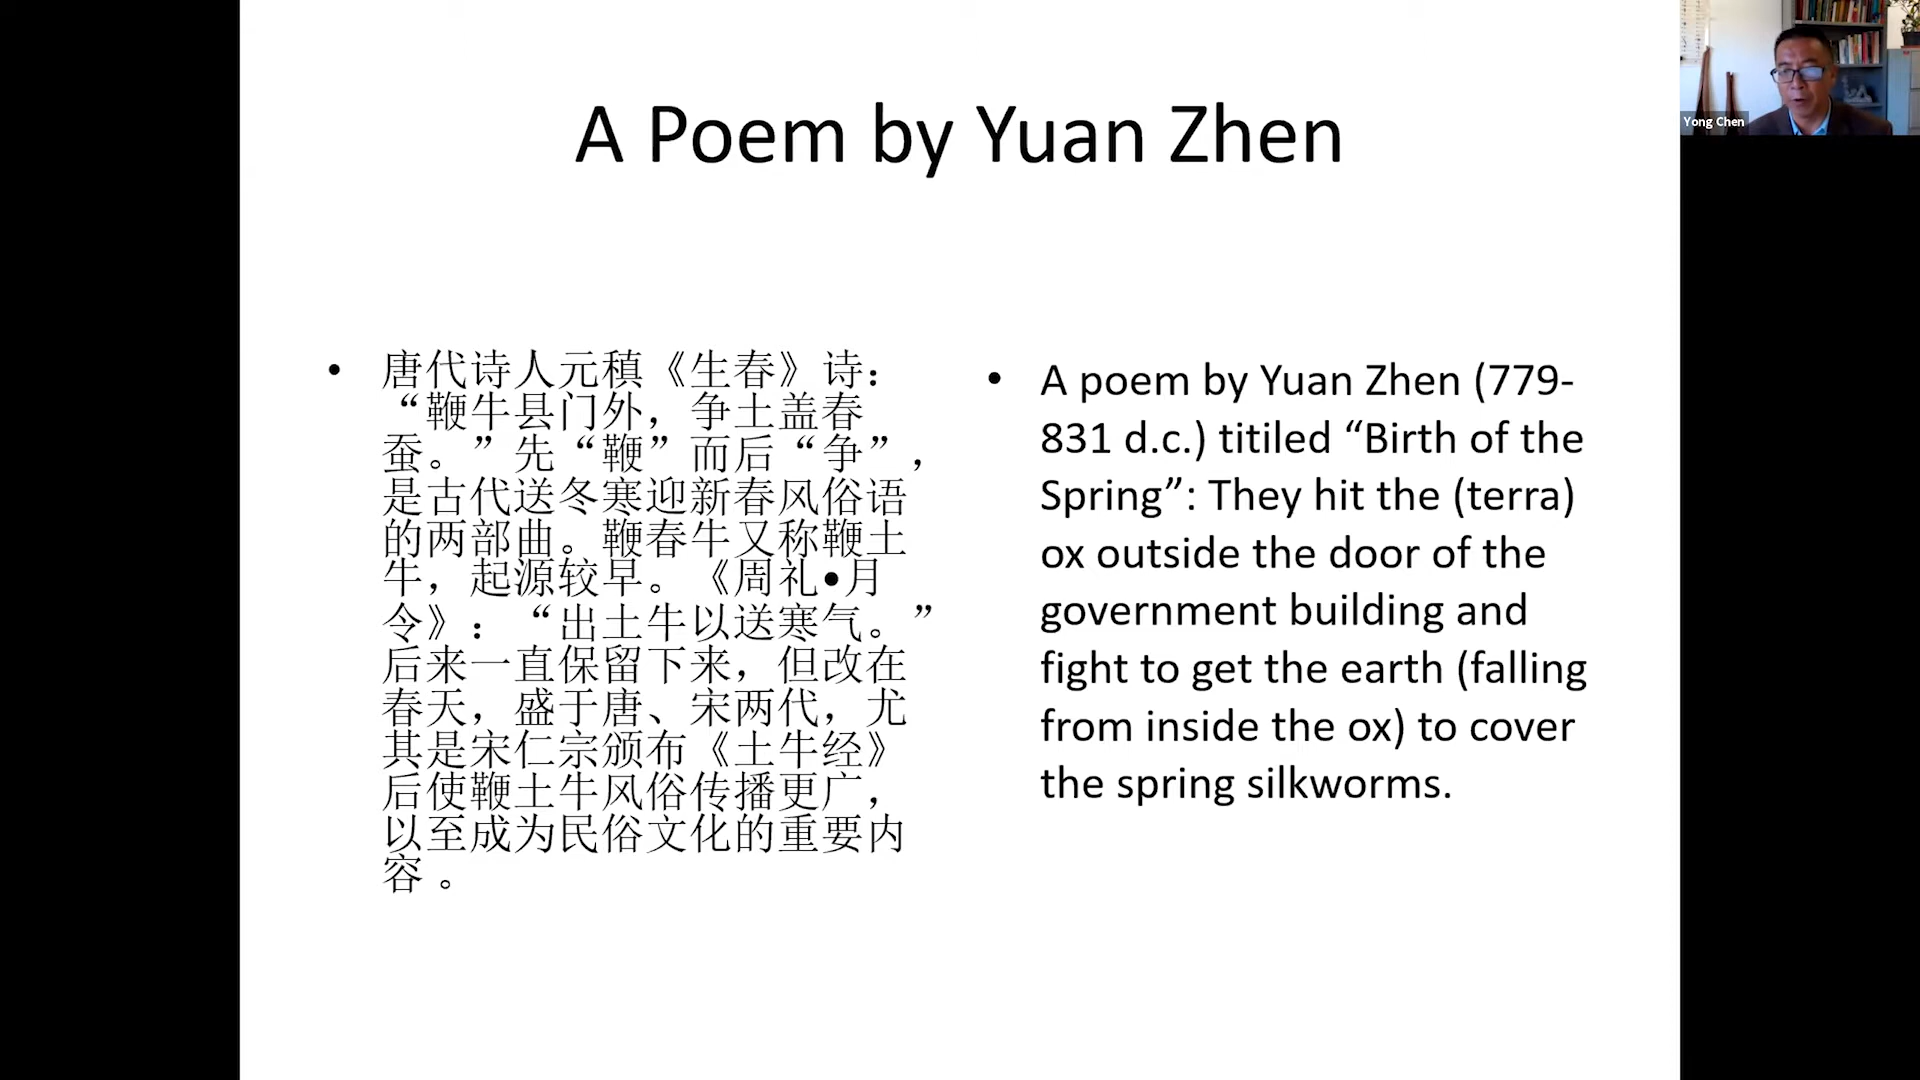 A Poem by Yuan Zhen
Yong Chen
• 唐代诗人元稹《生春》诗：
“鞭牛县门外，争土盖春
蚕。”先“鞭”而后“争”，
是古代送冬寒迎新春风俗语
的两部曲。鞭春牛又称鞭土
牛，起源较早。《周礼•月
令》：“出土牛以送寒气。”
后来一直保留下来，但改在
春天，盛于唐、宋两代，尤
其是宋仁宗颁布《土牛经》
后使鞭土牛风俗传播更广，
以至成为民俗文化的重要内
容 。
• A poem by Yuan Zhen (779-
831 d.c.) titiled “Birth of the
Spring”: They hit the (terra)
ox outside the door of the
government building and
fight to get the earth (falling
from inside the ox) to cover
the spring silkworms.